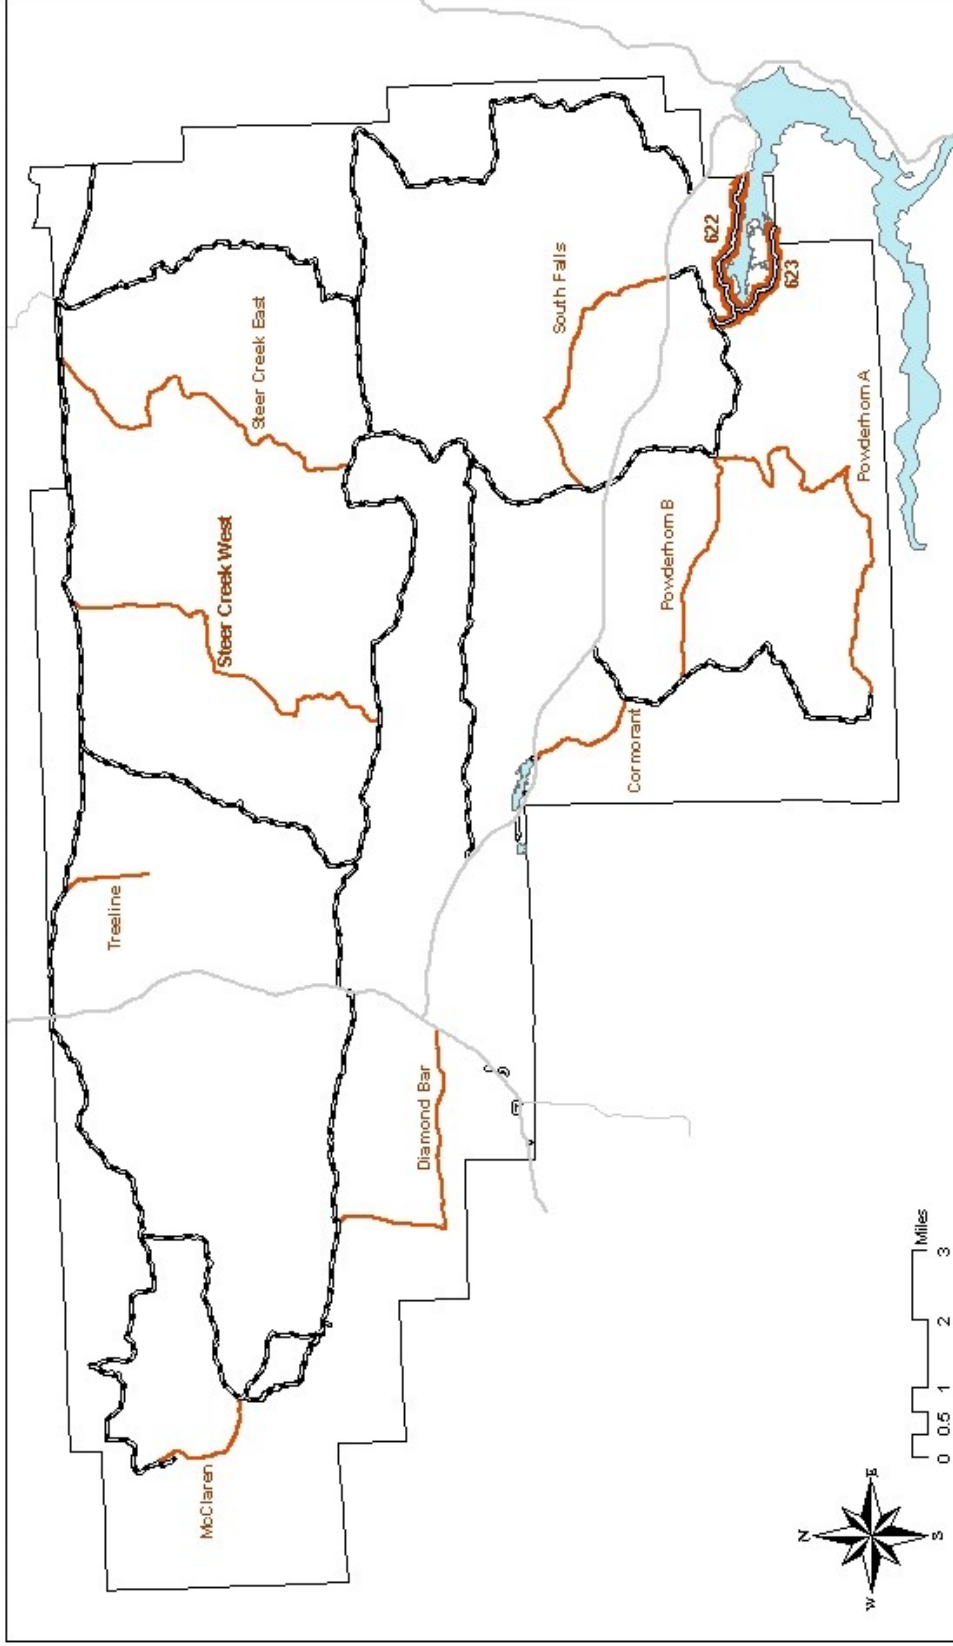 Treeline
McClaren
Steer Creek West
Steer Creek East
Diamond Bar
South Falls
Cormorant
Powderhorn B
622
623
Powderhorn A
N
W E
S
Miles
0 0.5 1 2 3